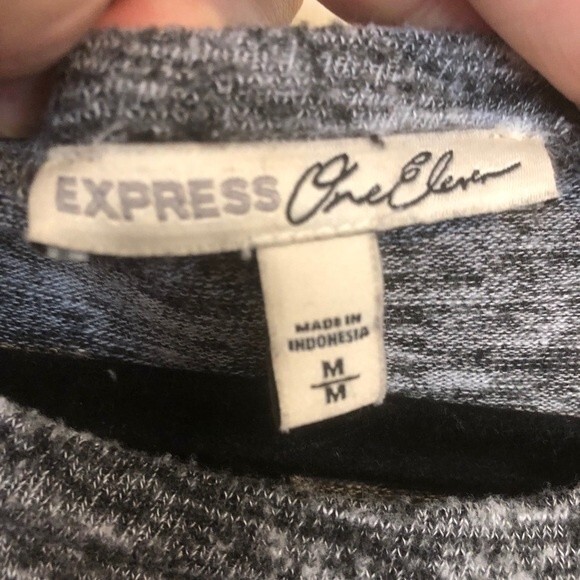 EXPRESS One Eleven
MADE IN
INDONESIA
M
M